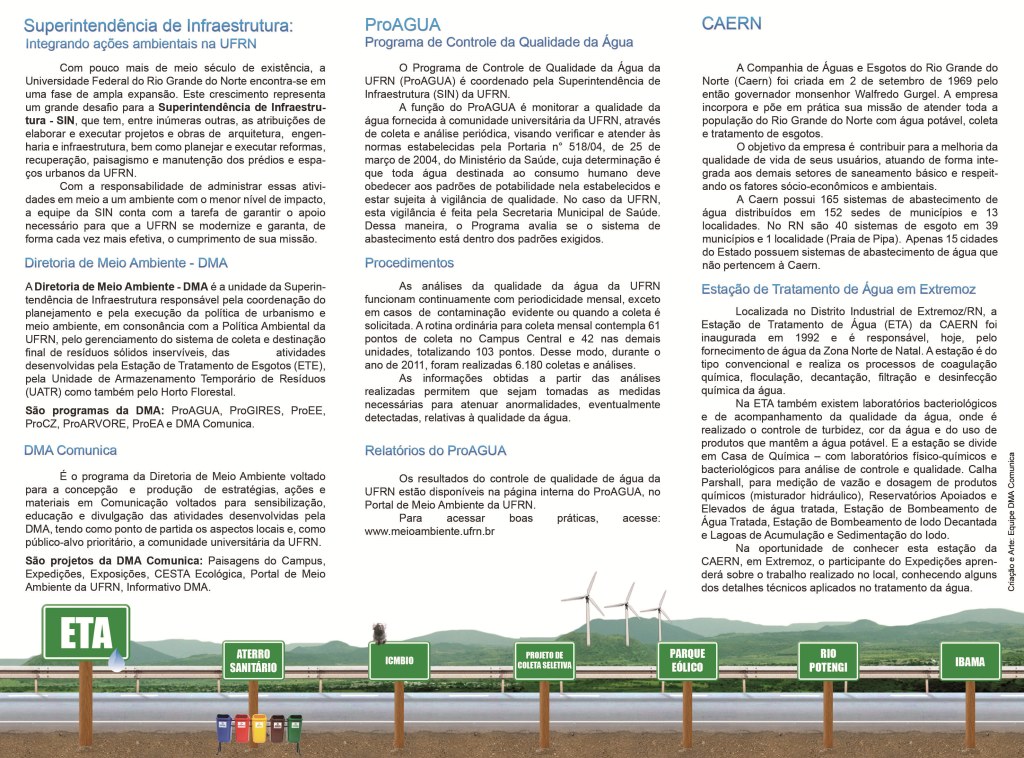 Superintendência de Infraestrutura:
Integrando ações ambientais na UFRN
Com pouco mais de meio século de existência, a
Universidade Federal do Rio Grande do Norte encontra-se em
uma fase de ampla expansão. Este crescimento representa
um grande desafio para a Superintendência de Infraestru-
tura - SIN, que tem, entre inúmeras outras, as atribuições de
elaborar e executar projetos e obras de arquitetura, engen-
haria e infraestrutura, bem como planejar e executar reformas,
recuperação, paisagismo e manutenção dos prédios e espa-
ços urbanos da UFRN.
Com a responsabilidade de administrar essas ativi-
dades em meio a um ambiente com o menor nível de impacto,
a equipe da SIN conta com a tarefa de garantir o apoio
necessário para que a UFRN se modernize e garanta, de
forma cada vez mais efetiva, o cumprimento de sua missão.
Diretoria de Meio Ambiente - DMA
A Diretoria de Meio Ambiente - DMA é a unidade da Superin-
tendência de Infraestrutura responsável pela coordenação do
planejamento e pela execução da política de urbanismo e
meio ambiente, em consonância com a Política Ambiental da
UFRN, pelo gerenciamento do sistema de coleta e destinação
final de resíduos sólidos inservíveis, das atividades
desenvolvidas pela Estação de Tratamento de Esgotos (ETE),
pela Unidade de Armazenamento Temporário de Resíduos
(UATR) como também pelo Horto Florestal.
São programas da DMA: ProAGUA, ProGIRES, ProEE,
ProCZ, ProARVORE, ProEA e DMA Comunica.
DMA Comunica
É o programa da Diretoria de Meio Ambiente voltado
para a concepção e produção de estratégias, ações e
materiais em Comunicação voltados para sensibilização,
educação e divulgação das atividades desenvolvidas pela
DMA, tendo como ponto de partida os aspectos locais e, como
público-alvo prioritário, a comunidade universitária da UFRN.
São projetos da DMA Comunica: Paisagens do Campus,
Expedições, Exposições, CESTA Ecológica, Portal de Meio
Ambiente da UFRN, Informativo DMA.
ProAGUA
Programa de Controle da Qualidade da Água
O Programa de Controle de Qualidade da Água da
UFRN (ProAGUA) é coordenado pela Superintendência de
Infraestrutura (SIN) da UFRN.
A função do ProAGUA é monitorar a qualidade da
água fornecida à comunidade universitária da UFRN, através
de coleta e análise periódica, visando verificar e atender às
normas estabelecidas pela Portaria n° 518/04, de 25 de
março de 2004, do Ministério da Saúde, cuja determinação é
que toda água destinada ao consumo humano deve
obedecer aos padrões de potabilidade nela estabelecidos e
estar sujeita à vigilância de qualidade. No caso da UFRN,
esta vigilância é feita pela Secretaria Municipal de Saúde.
Dessa maneira, o Programa avalia se o sistema de
abastecimento está dentro dos padrões exigidos.
Procedimentos
As análises da qualidade da água da UFRN
funcionam continuamente com periodicidade mensal, exceto
em casos de contaminação evidente ou quando a coleta é
solicitada. A rotina ordinária para coleta mensal contempla 61
pontos de coleta no Campus Central e 42 nas demais
unidades, totalizando 103 pontos. Desse modo, durante o
ano de 2011, foram realizadas 6.180 coletas e análises.
As informações obtidas a partir das análises
realizadas permitem que sejam tomadas as medidas
necessárias para atenuar anormalidades, eventualmente
detectadas, relativas à qualidade da água.
Relatórios do ProAGUA
Os resultados do controle de qualidade de água da
UFRN estão disponíveis na página interna do ProAGUA, no
Portal de Meio Ambiente da UFRN.
Para acessar boas práticas, acesse:
www.meioambiente.ufrn.br
CAERN
A Companhia de Águas e Esgotos do Rio Grande do
Norte (Caern) foi criada em 2 de setembro de 1969 pelo
então governador monsenhor Walfredo Gurgel. A empresa
incorpora e põe em prática sua missão de atender toda a
população do Rio Grande do Norte com água potável, coleta
e tratamento de esgotos.
O objetivo da empresa é contribuir para a melhoria da
qualidade de vida de seus usuários, atuando de forma inte-
grada aos demais setores de saneamento básico e respeit-
ando os fatores sócio-econômicos e ambientais.
A Caern possui 165 sistemas de abastecimento de
água distribuídos em 152 sedes de municípios e 13
localidades. No RN são 40 sistemas de esgoto em 39
municípios e 1 localidade (Praia de Pipa). Apenas 15 cidades
do Estado possuem sistemas de abastecimento de água que
não pertencem à Caern.
Estação de Tratamento de Água em Extremoz
Localizada no Distrito Industrial de Extremoz/RN, a
Estação de Tratamento de Água (ETA) da CAERN foi
inaugurada em 1992 e é responsável, hoje, pelo
fornecimento de água da Zona Norte de Natal. A estação é do
tipo convencional e realiza os processos de coagulação
química, floculação, decantação, filtração e desinfecção
química da água.
Na ETA também existem laboratórios bacteriológicos
e de acompanhamento da qualidade da água, onde é
realizado o controle de turbidez, cor da água e do uso de
produtos que mantêm a água potável. E a estação se divide
em Casa de Química – com laboratórios físico-químicos e
bacteriológicos para análise de controle e qualidade. Calha
Parshall, para medição de vazão e dosagem de produtos
químicos (misturador hidráulico), Reservatórios Apoiados e
Elevados de água tratada, Estação de Bombeamento de
Água Tratada, Estação de Bombeamento de Iodo Decantada
e Lagoas de Acumulação e Sedimentação do Iodo.
Na oportunidade de conhecer esta estação da
CAERN, em Extremoz, o participante do Expedições apren-
derá sobre o trabalho realizado no local, conhecendo alguns
dos detalhes técnicos aplicados no tratamento da água.
Criação e Arte: Equipe DMA Comunica
ETA
ATERRO
SANITÁRIO
ICMBIO
PROJETO DE
COLETA SELETIVA
PARQUE
EÓLICO
RIO
POTENGI
IBAMA